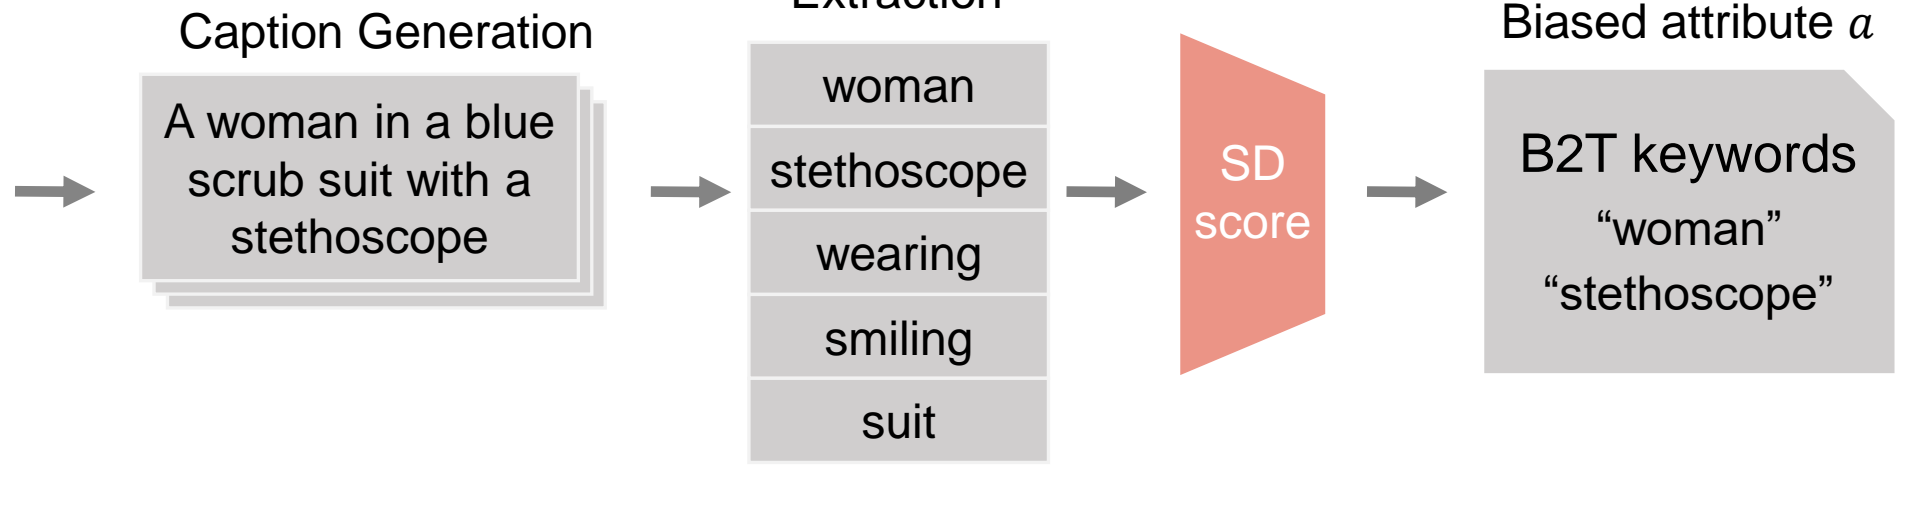 Caption Generation
A woman in a blue
scrub suit with a
stethoscope
Extraction
woman
stethoscope
wearing
smiling
suit
SD
score
Biased attribute a
B2T keywords
“woman”
“stethoscope”